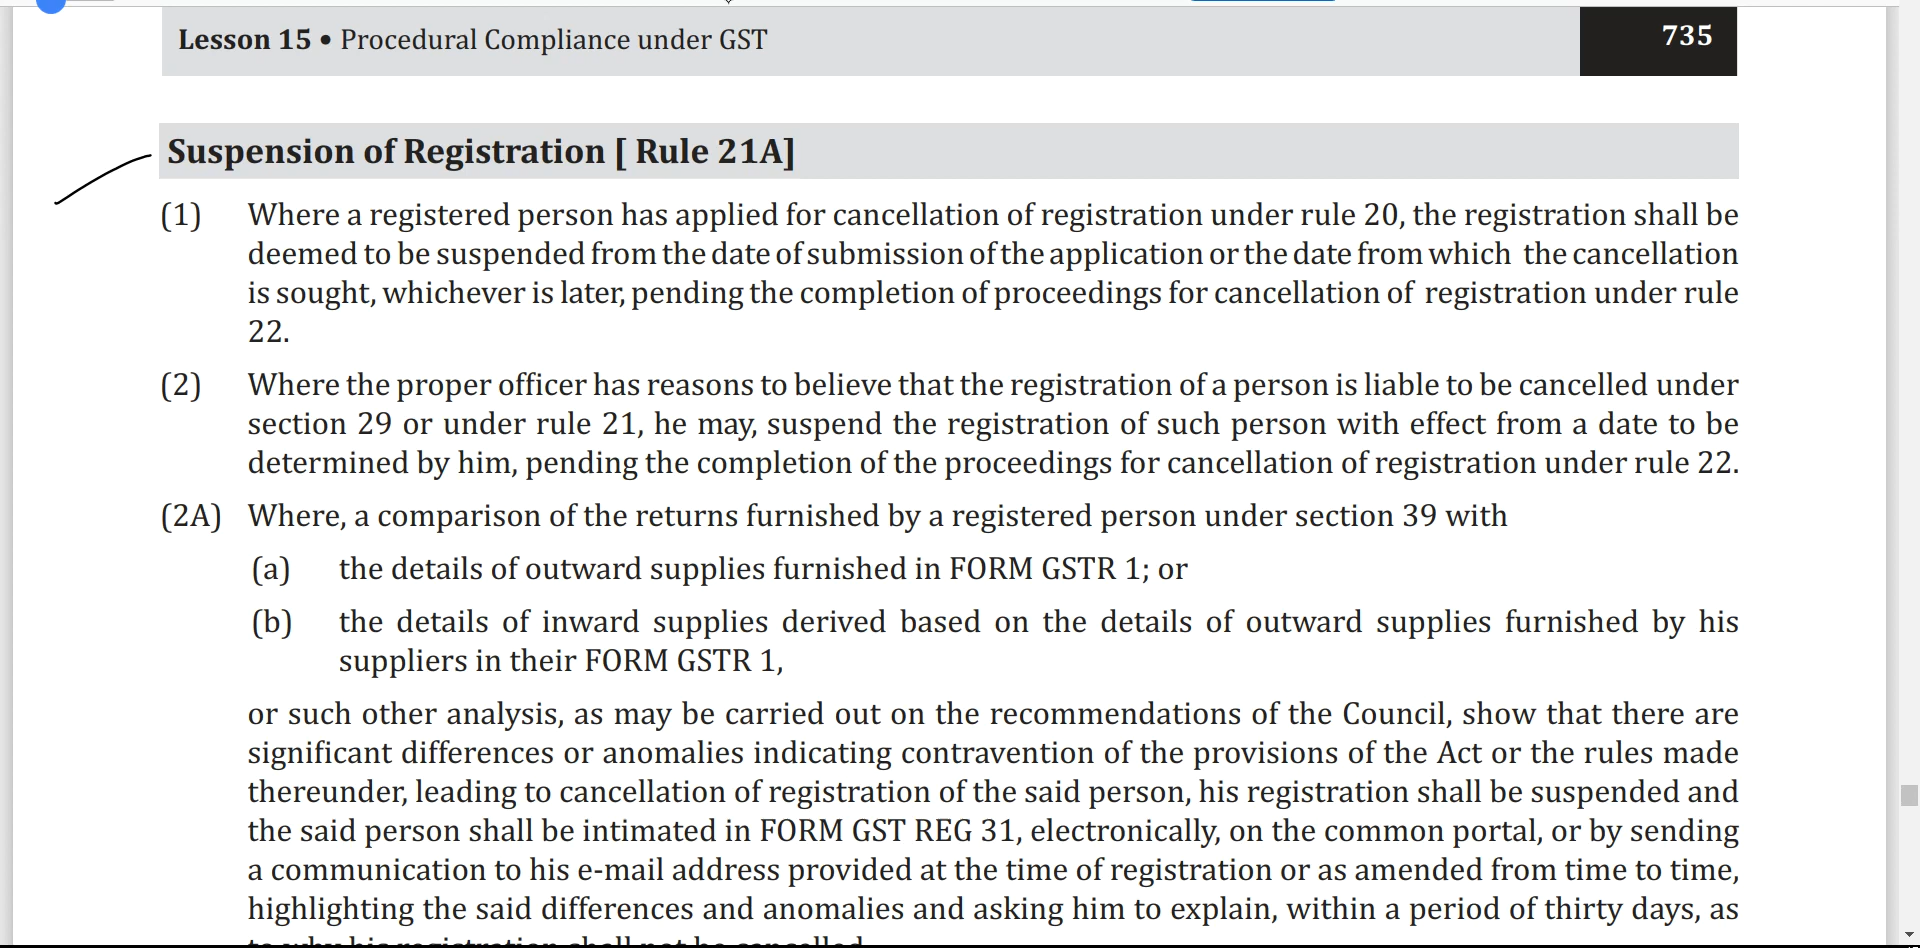 Lesson 15 • Procedural Compliance under GST
735
Suspension of Registration [ Rule 21A]
(1) Where a registered person has applied for cancellation of registration under rule 20, the registration shall be
deemed to be suspended from the date of submission of the application or the date from which the cancellation
is sought, whichever is later, pending the completion of proceedings for cancellation of registration under rule
22.
(2) Where the proper officer has reasons to believe that the registration of a person is liable to be cancelled under
section 29 or under rule 21, he may, suspend the registration of such person with effect from a date to be
determined by him, pending the completion of the proceedings for cancellation of registration under rule 22.
(2A) Where, a comparison of the returns furnished by a registered person under section 39 with
(a) the details of outward supplies furnished in FORM GSTR 1; or
(b) the details of inward supplies derived based on the details of outward supplies furnished by his
suppliers in their FORM GSTR 1,
or such other analysis, as may be carried out on the recommendations of the Council, show that there are
significant differences or anomalies indicating contravention of the provisions of the Act or the rules made
thereunder, leading to cancellation of registration of the said person, his registration shall be suspended and
the said person shall be intimated in FORM GST REG 31, electronically, on the common portal, or by sending
a communication to his e-mail address provided at the time of registration or as amended from time to time,
highlighting the said differences and anomalies and asking him to explain, within a period of thirty days, as
to why his registration shall not be cancelled